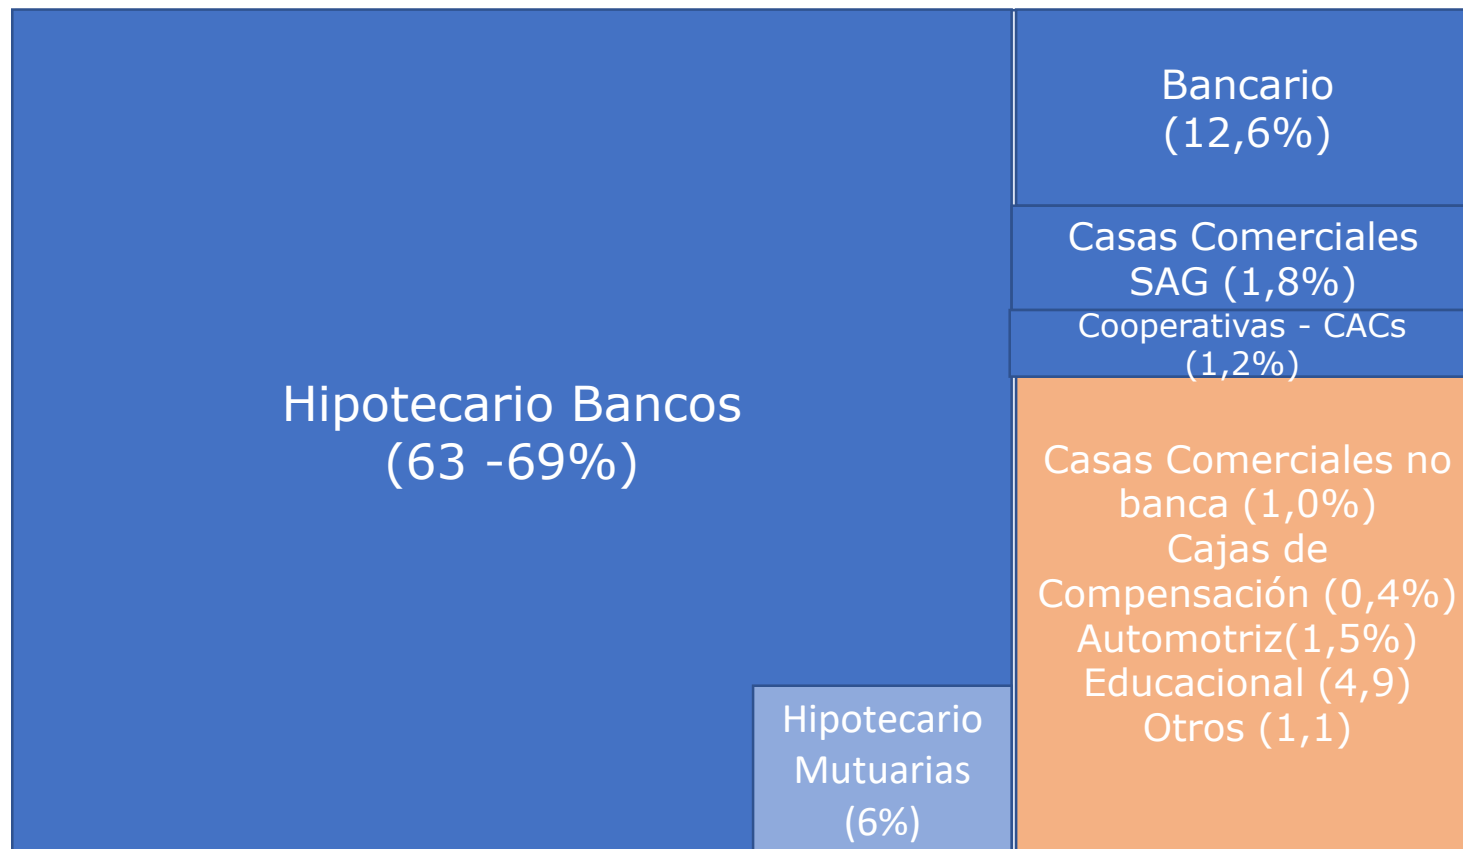 Hipotecario Bancos
(63 -69%)
Hipotecario
Mutuarias
(6%)
Bancario
(12,6%)
Casas Comerciales
SAG (1,8%)
Cooperativas - CACs
(1,2%)
Casas Comerciales no
banca (1,0%)
Cajas de
Compensación (0,4%)
Automotriz(1,5%)
Educacional (4,9)
Otros (1,1)